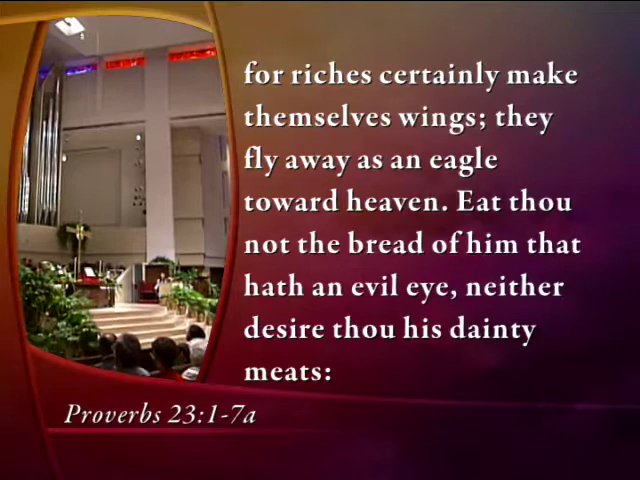 for riches certainly make
themselves wings; they
fly away as an eagle
toward heaven. Eat thou
not the bread of him that
hath an evil eye, neither
desire thou his dainty
meats:
Proverbs 23:1-7a